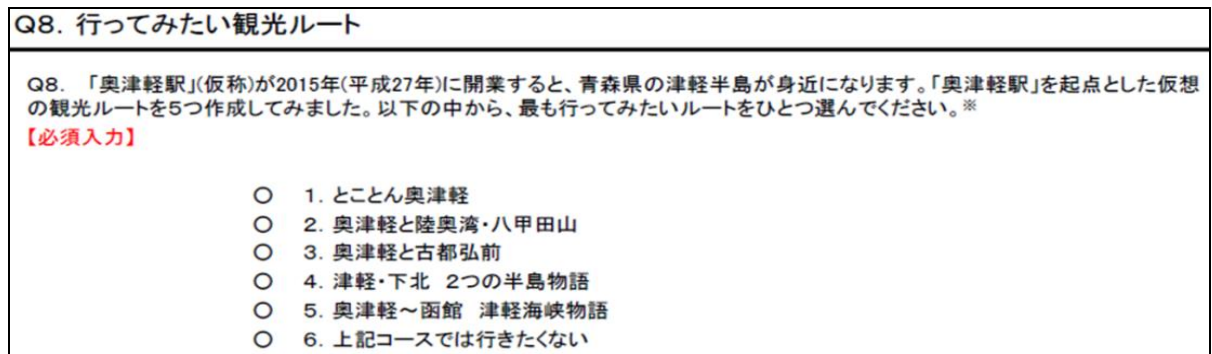 Q8. 行ってみたい観光ルート
Q8. 「奥津軽駅」(仮称)が2015年(平成27年)に開業すると、青森県の津軽半島が身近になります。「奥津軽駅」を起点とした仮想
の観光ルートを5つ作成してみました。以下の中から、最も行ってみたいルートをひとつ選んでください。※
【必須入力】
○ 1. とことん奥津軽
○ 2. 奥津軽と陸奥湾・八甲田山
○ 3. 奥津軽と古都弘前
○ 4. 津軽・下北 2つの半島物語
○ 5. 奥津軽~函館 津軽海峡物語
○ 6. 上記コースでは行きたくない